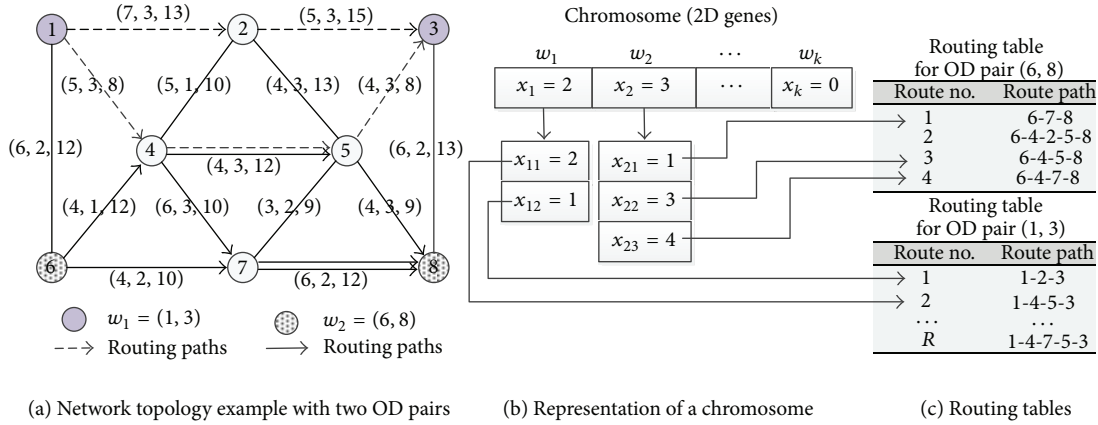 (7, 3, 13)
(5, 3, 15)
1
2
3
(5, 3, 8)
(5, 1, 10)
(4, 3, 13)
(4, 3, 8)
(6, 2, 12)
4
5
(6, 2, 13)
(4, 3, 12)
(4, 1, 12)
(6, 3, 10)
(3, 2, 9)
(4, 3, 9)
6
7
8
(4, 2, 10)
(6, 2, 12)
w1 = (1, 3)
w2 = (6, 8)
Routing paths
Routing paths
(a) Network topology example with two OD pairs
Chromosome (2D genes)
w1 w2 ⋯ wk
x1 = 2 x2 = 3 ⋯ xk = 0
x11 = 2 x21 = 1
x12 = 1 x22 = 3
x23 = 4
(b) Representation of a chromosome
Routing table
for OD pair (6, 8)
Route no. Route path
1 6-7-8
2 6-4-2-5-8
3 6-4-5-8
4 6-4-7-8
Routing table
for OD pair (1, 3)
Route no. Route path
1 1-2-3
2 1-4-5-3
⋯ ⋯
R 1-4-7-5-3
(c) Routing tables